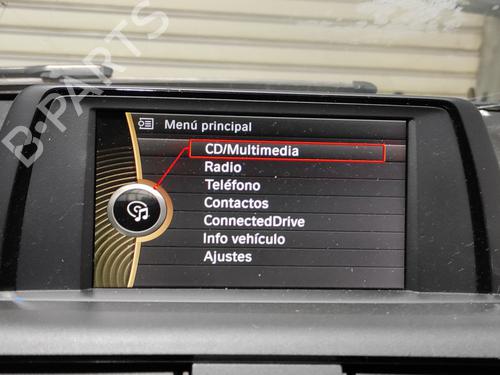 B-PARTS
Menú principal
CD/Multimedia
Radio
Teléfono
Contactos
ConnectedDrive
Info vehículo
Ajustes